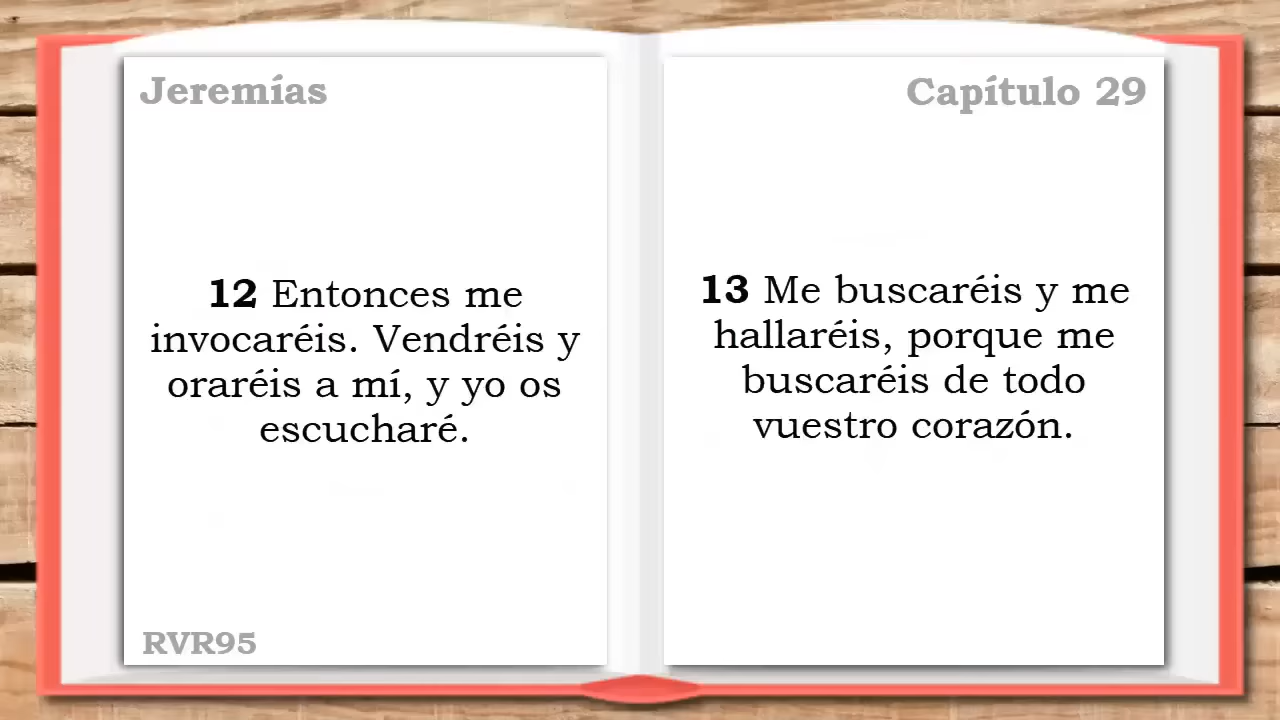 Jeremías
12 Entonces me
invocaréis. Vendréis y
oraréis a mí, y yo os
escucharé.
RVR95
Capítulo 29
13 Me buscaréis y me
hallaréis, porque me
buscaréis de todo
vuestro corazón.